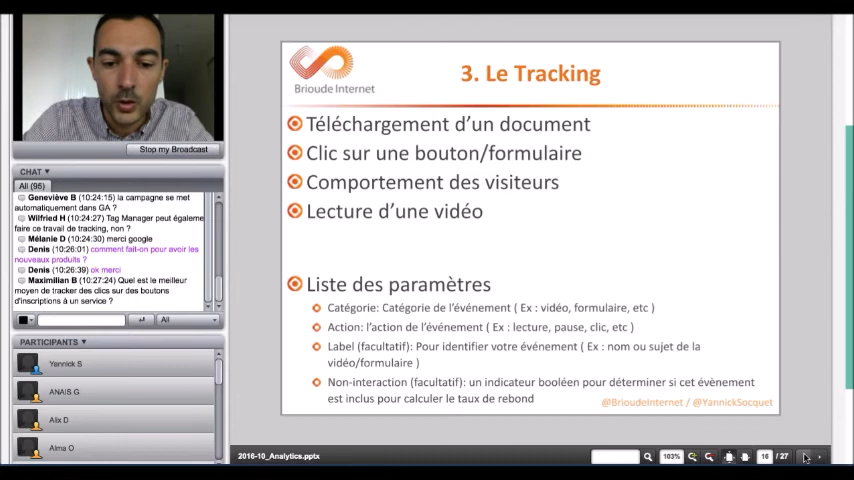 Stop my Broadcast
CHAT
All (95)
Geneviève B (10:24:15) la campagne se met
automatiquement dans GA ?
Wilfried H (10:24:27) Tag Manager peut égaleme
faire ce travail de tracking, non ?
Mélanie D (10:24:30) merci google
Denis (10:26:01) comment fait-on pour avoir les
nouveaux produits ?
Denis (10:26:39) ok merci
Maximilian B (10:27:24) Quel est le meilleur
moyen de tracker des clics sur des boutons
d'inscriptions à un service ?
All
PARTICIPANTS
Yannick S
ANAIS G
Alix D
Alma O
Brioude Internet
3. Le Tracking
Téléchargement d'un document
Clic sur une bouton/formulaire
Comportement des visiteurs
Lecture d'une vidéo
Liste des paramètres
Catégorie: Catégorie de l'événement ( Ex : vidéo, formulaire, etc )
Action: l'action de l'événement ( Ex : lecture, pause, clic, etc )
Label (facultatif): Pour identifier votre événement ( Ex : nom ou sujet de la
vidéo/formulaire )
Non-interaction (facultatif): un indicateur booléen pour déterminer si cet évènement
est inclus pour calculer le taux de rebond
@BrioudeInternet / @YannickSocquet
2016-10_Analytics.pptx
103%
16 / 27